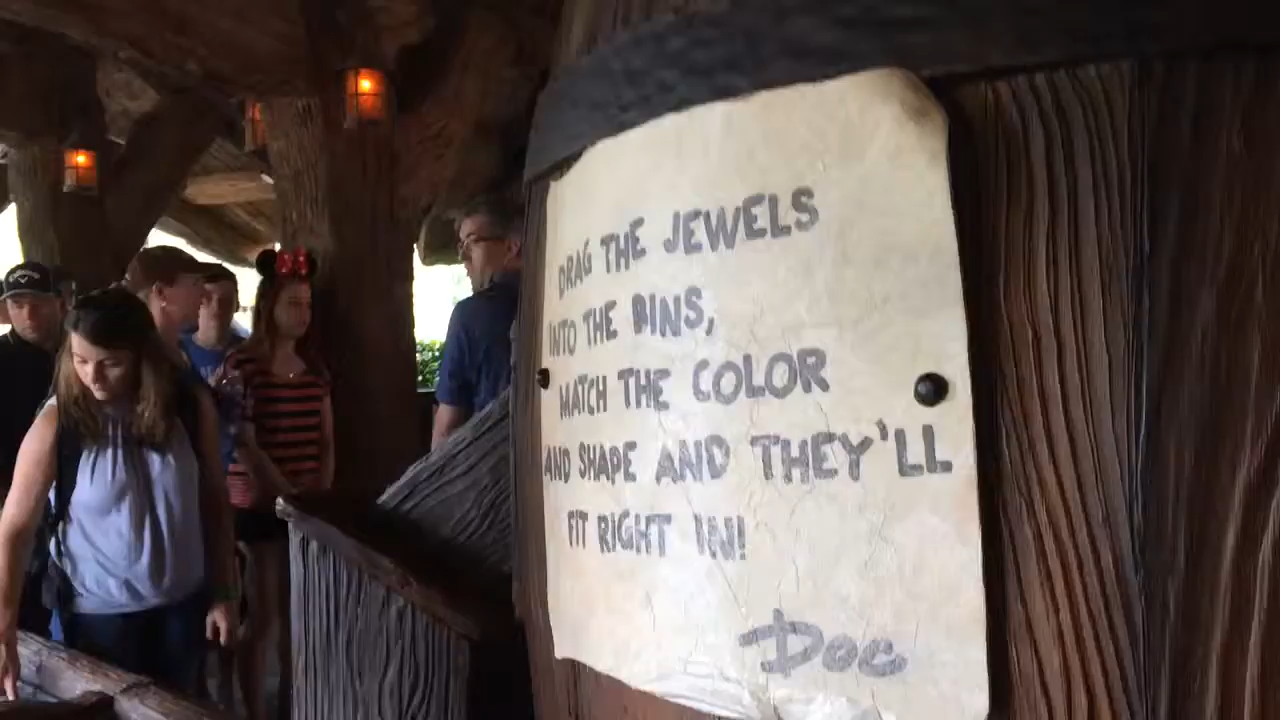 DRAG THE JEWELS
INTO THE BINS,
MATCH THE COLOR
AND SHAPE AND THEY'LL
FIT RIGHT IN!
Doc